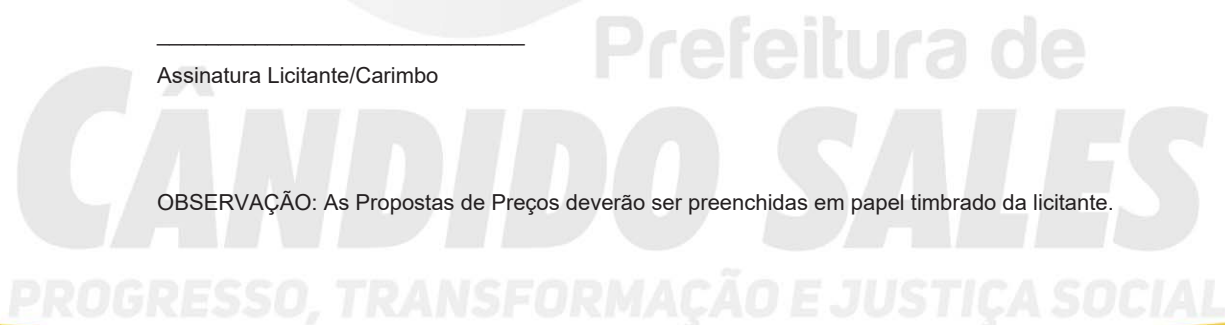 ______________________________
Prefeitura de
Assinatura Licitante/Carimbo
CÂNDIDO SALES
OBSERVAÇÃO: As Propostas de Preços deverão ser preenchidas em papel timbrado da licitante.
PROGRESSO, TRANSFORMAÇÃO E JUSTIÇA SOCIAL